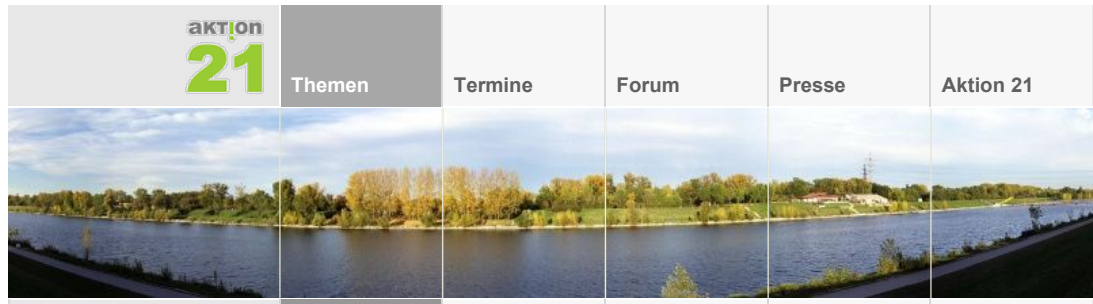 aktion
21
Themen
Termine
Forum
Presse
Aktion 21